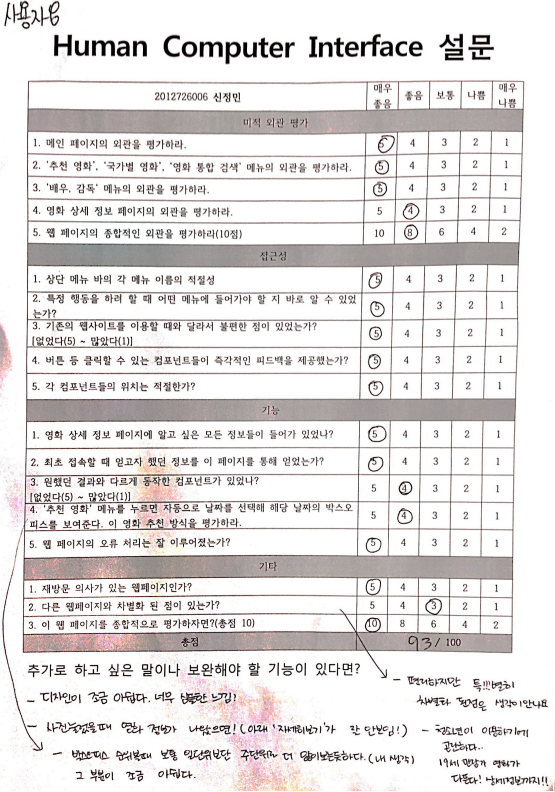 사용자용
Human Computer Interface 설문
2012726006 신정민 매우 좋음 좋음 보통 나쁨 매우 나쁨
미적 외관 평가
1. 메인 페이지의 외관을 평가하라. 5 4 3 2 1
2. '추천 영화', '국가별 영화', '영화 통합 검색' 메뉴의 외관을 평가하라. 5 4 3 2 1
3. '배우, 감독' 메뉴의 외관을 평가하라. 5 4 3 2 1
4. 영화 상세 정보 페이지의 외관을 평가하라. 5 4 3 2 1
5. 웹 페이지의 종합적인 외관을 평가하라(10점) 10 8 6 4 2
접근성
1. 상단 메뉴 바의 각 메뉴 이름의 적절성 5 4 3 2 1
2. 특정 행동을 하려 할 때 어떤 메뉴에 들어가야 할 지 바로 알 수 있었
는가? 5 4 3 2 1
3. 기존의 웹사이트를 이용할 때와 달라서 불편한 점이 있었는가?
[없었다(5) ~ 많았다(1)] 5 4 3 2 1
4. 버튼 등 클릭할 수 있는 컴포넌트들이 즉각적인 피드백을 제공했는가? 5 4 3 2 1
5. 각 컴포넌트들의 위치는 적절한가? 5 4 3 2 1
기능
1. 영화 상세 정보 페이지에 알고 싶은 모든 정보들이 들어가 있었나? 5 4 3 2 1
2. 최초 접속할 때 얻고자 했던 정보를 이 페이지를 통해 얻었는가? 5 4 3 2 1
3. 원했던 결과와 다르게 동작한 컴포넌트가 있었나?
[없었다(5) ~ 많았다(1)] 5 4 3 2 1
4. '추천 영화' 메뉴를 누르면 자동으로 날짜를 선택해 해당 날짜의 박스오
피스를 보여준다. 이 영화 추천 방식을 평가하라. 5 4 3 2 1
5. 웹 페이지의 오류 처리는 잘 이루어졌는가? 5 4 3 2 1
기타
1. 재방문 의사가 있는 웹페이지인가? 5 4 3 2 1
2. 다른 웹페이지와 차별화 된 점이 있는가? 5 4 3 2 1
3. 이 웹 페이지를 종합적으로 평가하자면?(총점 10) 10 8 6 4 2
총점 93/ 100
추가로 하고 싶은 말이나 보완해야 할 기능이 있다면?
- 편리하지만 특!!!별히
차별화 된점은 생각이안나요
- 디자인이 조금 아쉽다. 너무 심플한 느낌!
- 사진눌렀을때 영화 정보가 나왔으면! (아래 '자세히보기'가 잘 안보임!)
- 청소년이 이용하기에
곤란하다..
19세 만화가 영화가
다뜬다!
- 박스오피스 순위볼때 보통 일단위보단 주단위로 더 많이보는듯하다. (내 생각)
그 부분이 조금 아쉽다.